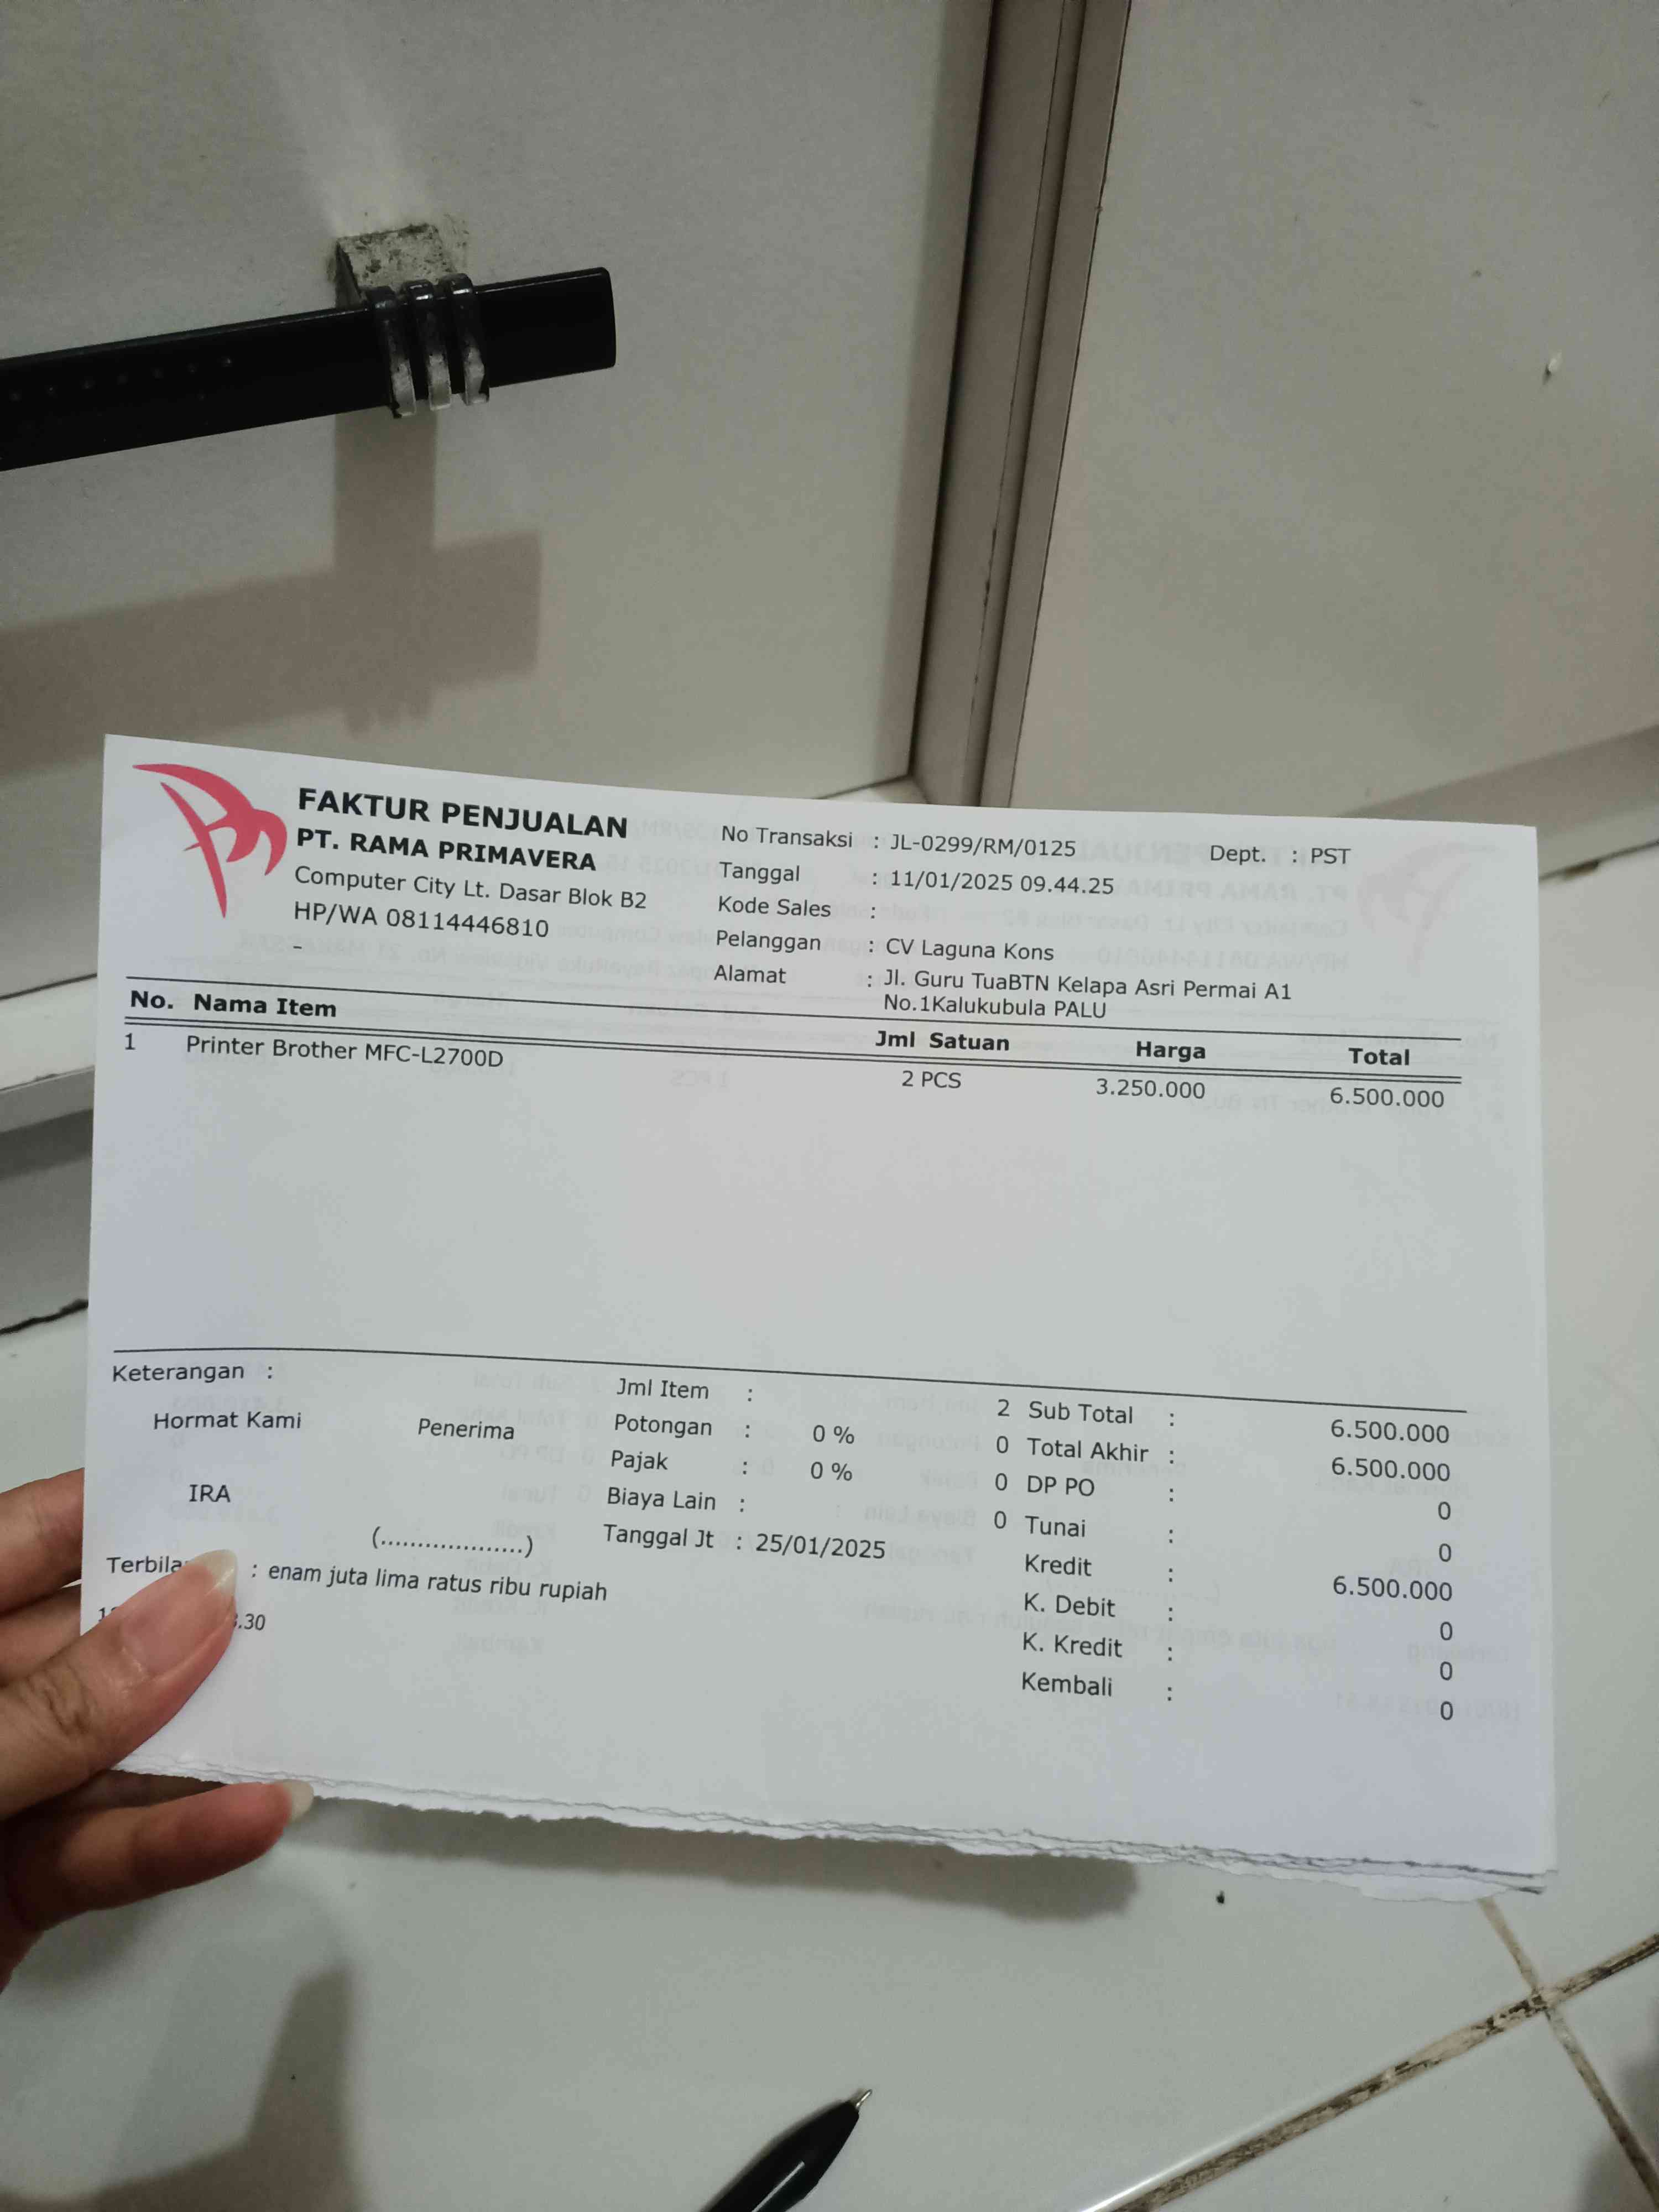 FAKTUR PENJUALAN
PT. RAMA PRIMAVERA
Computer City Lt. Dasar Blok B2
HP/WA 08114446810
-
No Transaksi : JL-0299/RM/0125 Dept. : PST
Tanggal : 11/01/2025 09.44.25
Kode Sales :
Pelanggan : CV Laguna Kons
Alamat : Jl. Guru TuaBTN Kelapa Asri Permai A1
No.1Kalukubula PALU
No. Nama Item Jml Satuan Harga Total
1 Printer Brother MFC-L2700D 2 PCS 3.250.000 6.500.000
Keterangan :
Hormat Kami Penerima
IRA
(...................)
Jml Item : 2
Potongan : 0 % 0
Pajak : 0 % 0
Biaya Lain : 0
Tanggal Jt : 25/01/2025
Sub Total : 6.500.000
Total Akhir : 6.500.000
DP PO : 0
Tunai : 0
Kredit : 6.500.000
K. Debit : 0
K. Kredit : 0
Kembali : 0
: enam juta lima ratus ribu rupiah